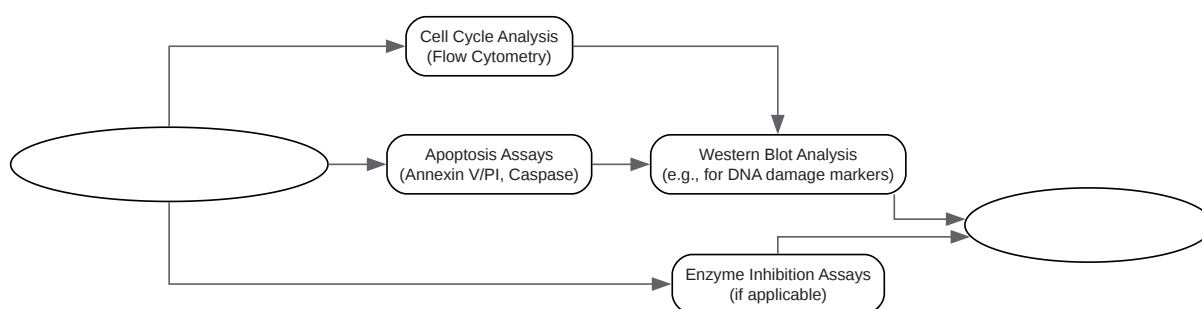 Cell Cycle Analysis
(Flow Cytometry)
Apoptosis Assays
(Annexin V/PI, Caspase)
Western Blot Analysis
(e.g., for DNA damage markers)
Enzyme Inhibition Assays
(if applicable)